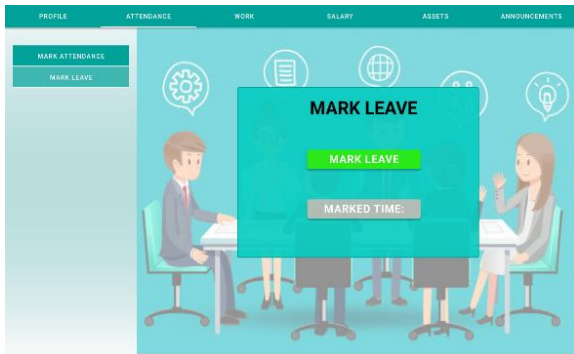 PROFILE
ATTENDANCE
WORK
SALARY
ASSETS
ANNOUNCEMENTS
MARK ATTENDANCE
MARK LEAVE
MARK LEAVE
MARK LEAVE
MARKED TIME: